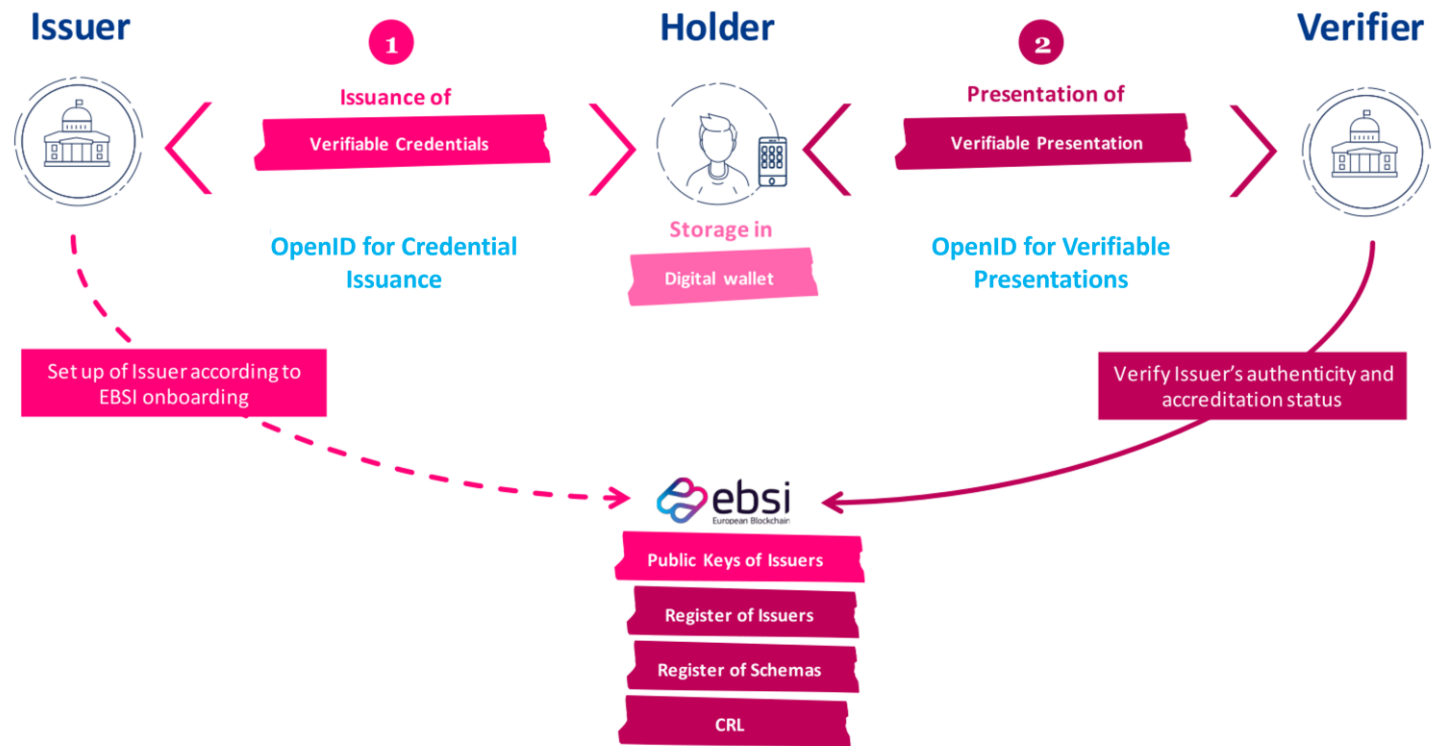 Issuer
1
Holder
2
Verifier
Issuance of
Verifiable Credentials
Presentation of
Verifiable Presentation
OpenID for Credential
Issuance
Storage in
Digital wallet
OpenID for Verifiable
Presentations
Set up of Issuer according to
EBSI onboarding
Verify Issuer’s authenticity and
accreditation status
ebsi
European Blockchain
Public Keys of Issuers
Register of Issuers
Register of Schemas
CRL